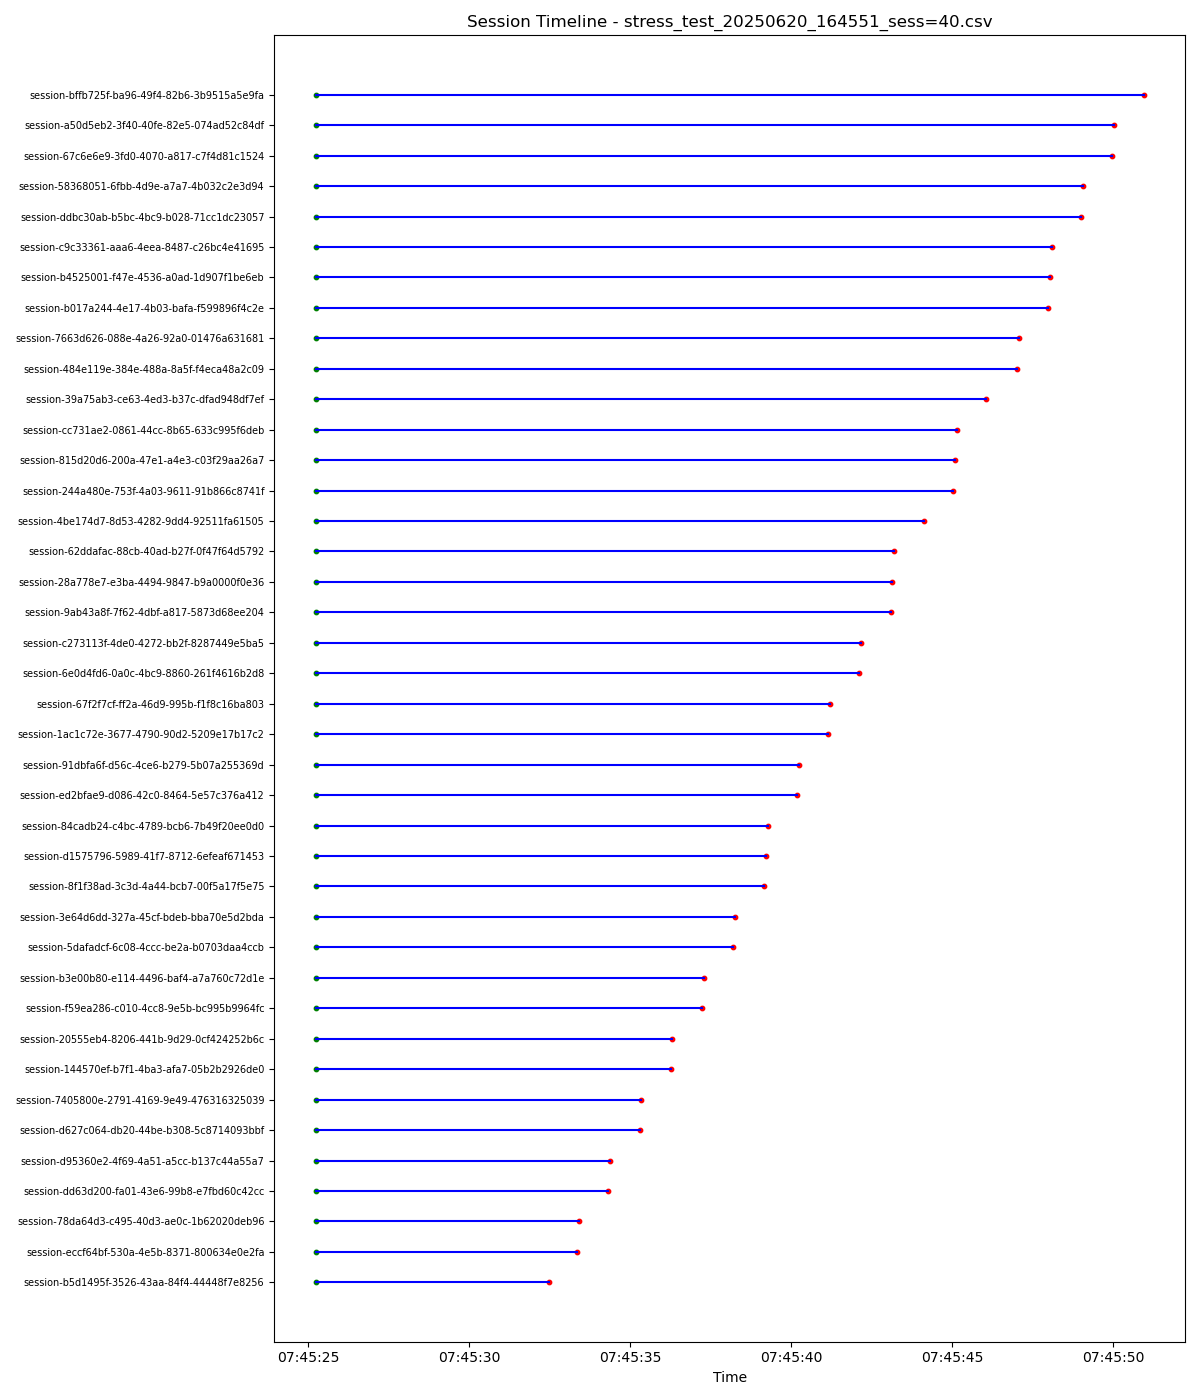 Session Timeline - stress_test_20250620_164551_sess=40.csv
session-bffb725f-ba96-49f4-82b6-3b9515a5e9fa
session-a50d5eb2-3f40-40fe-82e5-074ad52c84df
session-67c6e6e9-3fd0-4070-a817-c7f4d81c1524
session-58368051-6fbb-4d9e-a7a7-4b032c2e3d94
session-ddbc30ab-b5bc-4bc9-b028-71cc1dc23057
session-c9c33361-aaa6-4eea-8487-c26bc4e41695
session-b4525001-f47e-4536-a0ad-1d907f1be6eb
session-b017a244-4e17-4b03-bafa-f599896f4c2e
session-7663d626-088e-4a26-92a0-01476a631681
session-484e119e-384e-488a-8a5f-f4eca48a2c09
session-39a75ab3-ce63-4ed3-b37c-dfad948df7ef
session-cc731ae2-0861-44cc-8b65-633c995f6deb
session-815d20d6-200a-47e1-a4e3-c03f29aa26a7
session-244a480e-753f-4a03-9611-91b866c8741f
session-4be174d7-8d53-4282-9dd4-92511fa61505
session-62ddafac-88cb-40ad-b27f-0f47f64d5792
session-28a778e7-e3ba-4494-9847-b9a0000f0e36
session-9ab43a8f-7f62-4dbf-a817-5873d68ee204
session-c273113f-4de0-4272-bb2f-8287449e5ba5
session-6e0d4fd6-0a0c-4bc9-8860-261f4616b2d8
session-67f2f7cf-ff2a-46d9-995b-f1f8c16ba803
session-1ac1c72e-3677-4790-90d2-5209e17b17c2
session-91dbfa6f-d56c-4ce6-b279-5b07a255369d
session-ed2bfae9-d086-42c0-8464-5e57c376a412
session-84cadb24-c4bc-4789-bcb6-7b49f20ee0d0
session-d1575796-5989-41f7-8712-6efeaf671453
session-8f1f38ad-3c3d-4a44-bcb7-00f5a17f5e75
session-3e64d6dd-327a-45cf-bdeb-bba70e5d2bda
session-5dafadcf-6c08-4ccc-be2a-b0703daa4ccb
session-b3e00b80-e114-4496-baf4-a7a760c72d1e
session-f59ea286-c010-4cc8-9e5b-bc995b9964fc
session-20555eb4-8206-441b-9d29-0cf424252b6c
session-144570ef-b7f1-4ba3-afa7-05b2b2926de0
session-7405800e-2791-4169-9e49-476316325039
session-d627c064-db20-44be-b308-5c8714093bbf
session-d95360e2-4f69-4a51-a5cc-b137c44a55a7
session-dd63d200-fa01-43e6-99b8-e7fbd60c42cc
session-78da64d3-c495-40d3-ae0c-1b62020deb96
session-eccf64bf-530a-4e5b-8371-800634e0e2fa
session-b5d1495f-3526-43aa-84f4-44448f7e8256
07:45:25 07:45:30 07:45:35 07:45:40 07:45:45 07:45:50
Time